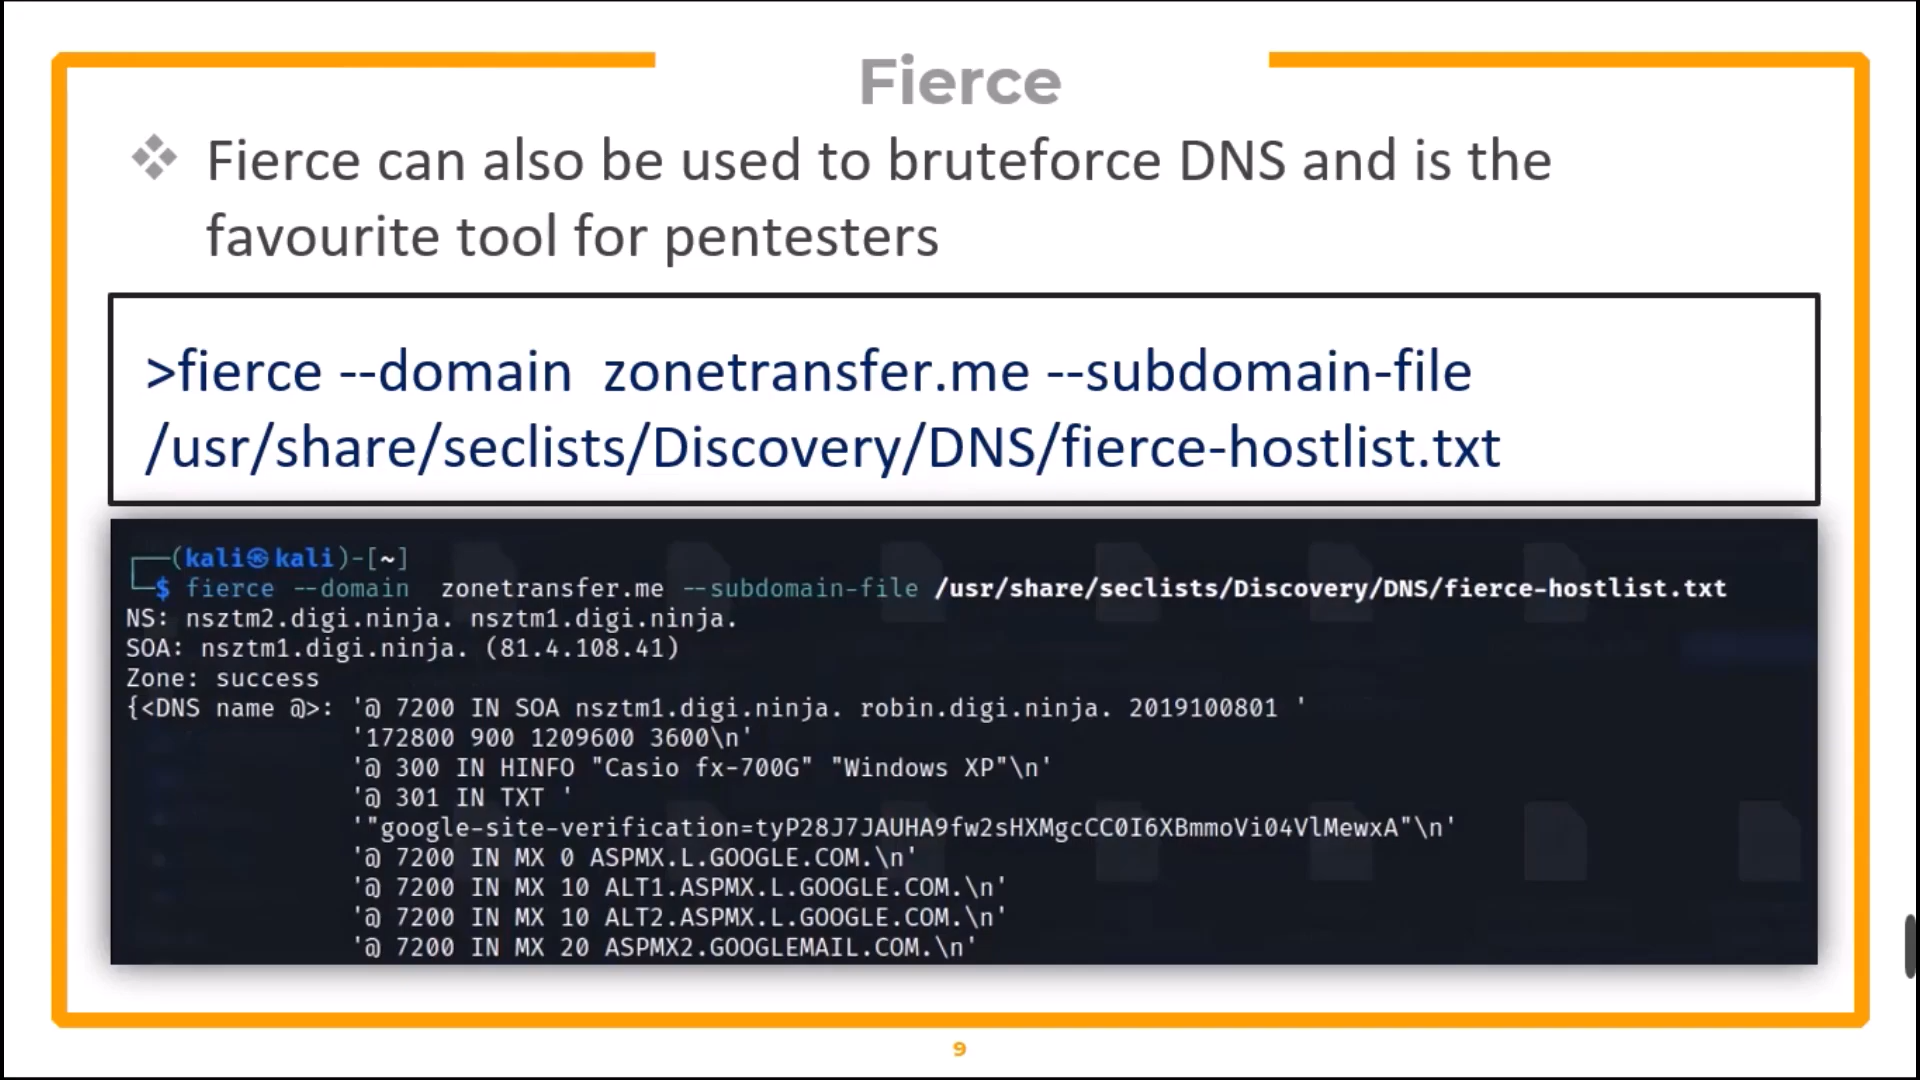 Fierce
Fierce can also be used to bruteforce DNS and is the
favourite tool for pentesters
>fierce --domain  zonetransfer.me --subdomain-file
/usr/share/seclists/Discovery/DNS/fierce-hostlist.txt
(kali㉿kali)-[~]
$ fierce --domain  zonetransfer.me --subdomain-file /usr/share/seclists/Discovery/DNS/fierce-hostlist.txt
NS: nsztm2.digi.ninja. nsztm1.digi.ninja.
SOA: nsztm1.digi.ninja. (81.4.108.41)
Zone: success
{<DNS name @>: '@ 7200 IN SOA nsztm1.digi.ninja. robin.digi.ninja. 2019100801 '
'172800 900 1209600 3600\n'
'@ 300 IN HINFO "Casio fx-700G" "Windows XP"\n'
'@ 301 IN TXT '
'"google-site-verification=tyP28J7JAUHA9fw2sHXMgcCC0I6XBmmoVi04VlMewxA"\n'
'@ 7200 IN MX 0 ASPMX.L.GOOGLE.COM.\n'
'@ 7200 IN MX 10 ALT1.ASPMX.L.GOOGLE.COM.\n'
'@ 7200 IN MX 10 ALT2.ASPMX.L.GOOGLE.COM.\n'
'@ 7200 IN MX 20 ASPMX2.GOOGLEMAIL.COM.\n'
9